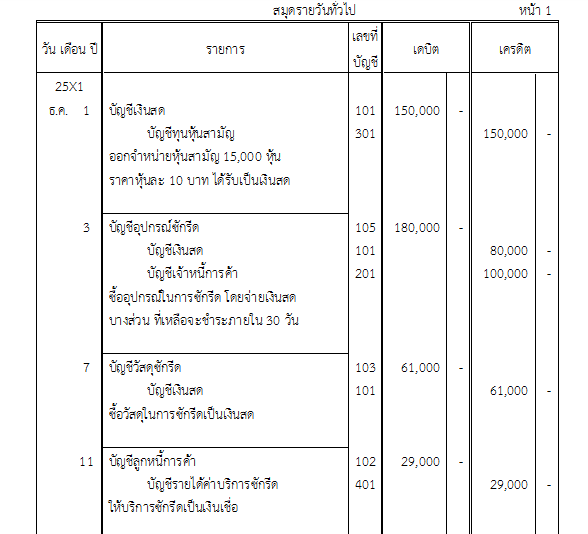 สมุดรายวันทั่วไป หน้า 1
วัน เดือน ปี รายการ เลขที่บัญชี เดบิต เครดิต
25X1
ธ.ค. 1 บัญชีเงินสด 101 150,000 -
บัญชีทุนหุ้นสามัญ 301 150,000 -
ออกจำหน่ายหุ้นสามัญ 15,000 หุ้น
ราคาหุ้นละ 10 บาท ได้รับเป็นเงินสด
3 บัญชีอุปกรณ์ซักรีด 105 180,000 -
บัญชีเงินสด 101 80,000 -
บัญชีเจ้าหนี้การค้า 201 100,000 -
ซื้ออุปกรณ์ในการซักรีด โดยจ่ายเงินสด
บางส่วน ที่เหลือจะชำระภายใน 30 วัน
7 บัญชีวัสดุซักรีด 103 61,000 -
บัญชีเงินสด 101 61,000 -
ซื้อวัสดุในการซักรีดเป็นเงินสด
11 บัญชีลูกหนี้การค้า 102 29,000 -
บัญชีรายได้ค่าบริการซักรีด 401 29,000 -
ให้บริการซักรีดเป็นเงินเชื่อ